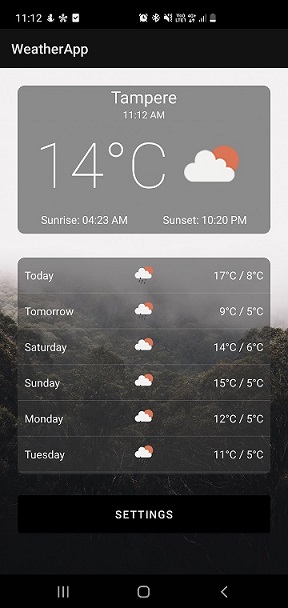 11:12
WeatherApp
Tampere
11:12 AM
14°C
Sunrise: 04:23 AM Sunset: 10:20 PM
Today 17°C / 8°C
Tomorrow 9°C / 5°C
Saturday 14°C / 6°C
Sunday 15°C / 5°C
Monday 12°C / 5°C
Tuesday 11°C / 5°C
SETTINGS